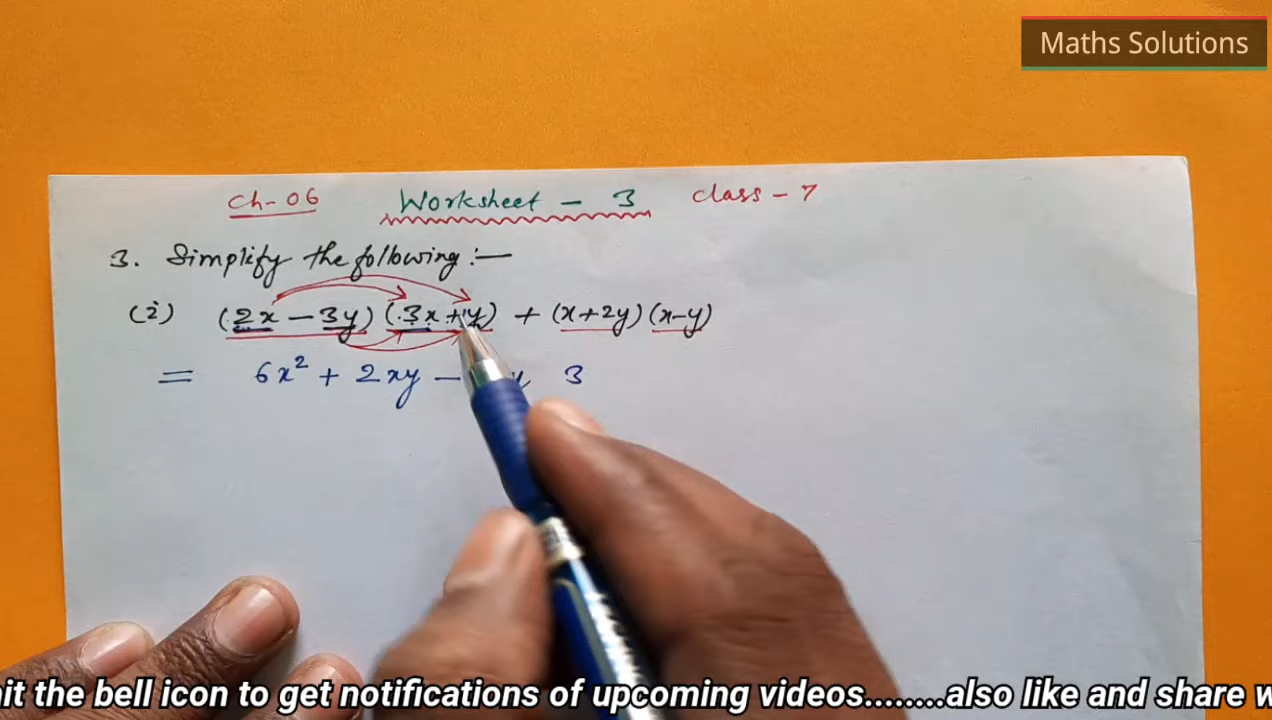 Maths Solutions
Ch-06 Worksheet - 3 Class - 7
3. Simplify the following :—
(i) (2x - 3y) (3x + y) + (x + 2y) (x - y)
= 6x² + 2xy - y 3
it the bell icon to get notifications of upcoming videos........also like and share